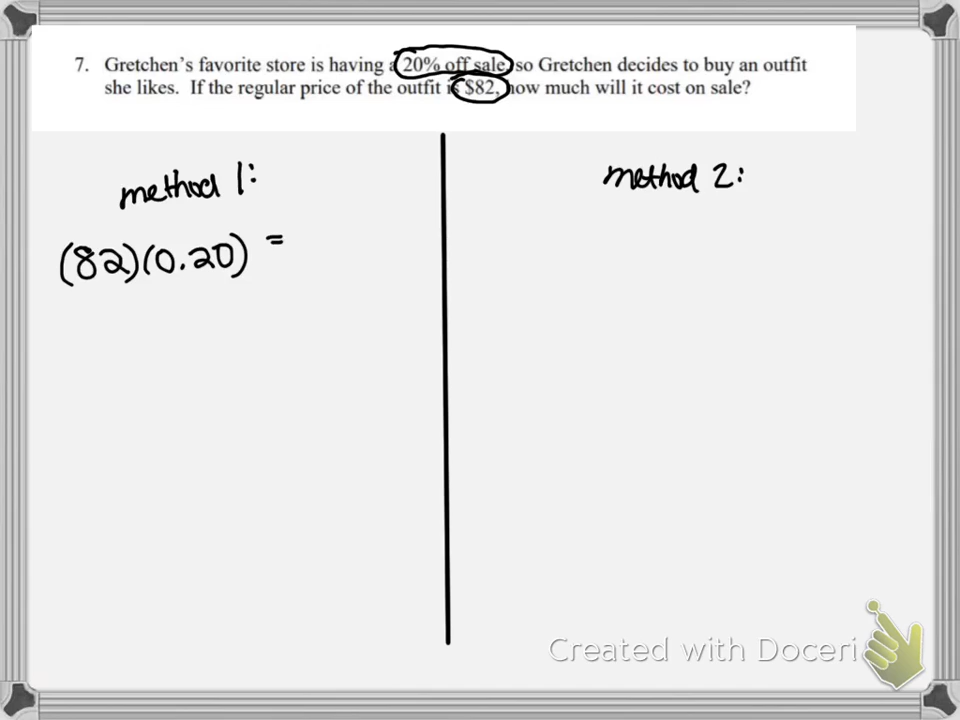 7. Gretchen's favorite store is having a 20% off sale, so Gretchen decides to buy an outfit
she likes. If the regular price of the outfit is $82, how much will it cost on sale?
method 1:
(82)(0.20) =
method 2:
Created with Doceri